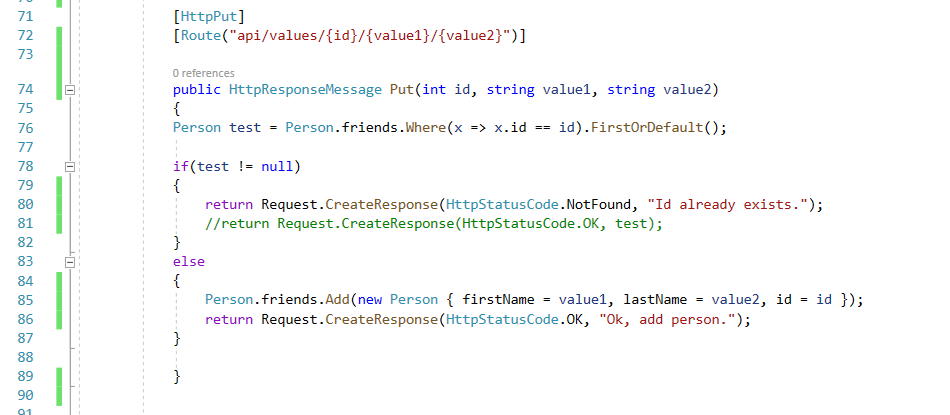 71 [HttpPut]
72 [Route("api/values/{id}/{value1}/{value2}")]
73
0 references
74 public HttpResponseMessage Put(int id, string value1, string value2)
75 {
76 Person test = Person.friends.Where(x => x.id == id).FirstOrDefault();
77
78 if(test != null)
79 {
80 return Request.CreateResponse(HttpStatusCode.NotFound, "Id already exists.");
81 //return Request.CreateResponse(HttpStatusCode.OK, test);
82 }
83 else
84 {
85 Person.friends.Add(new Person { firstName = value1, lastName = value2, id = id });
86 return Request.CreateResponse(HttpStatusCode.OK, "Ok, add person.");
87 }
88
89 }
90